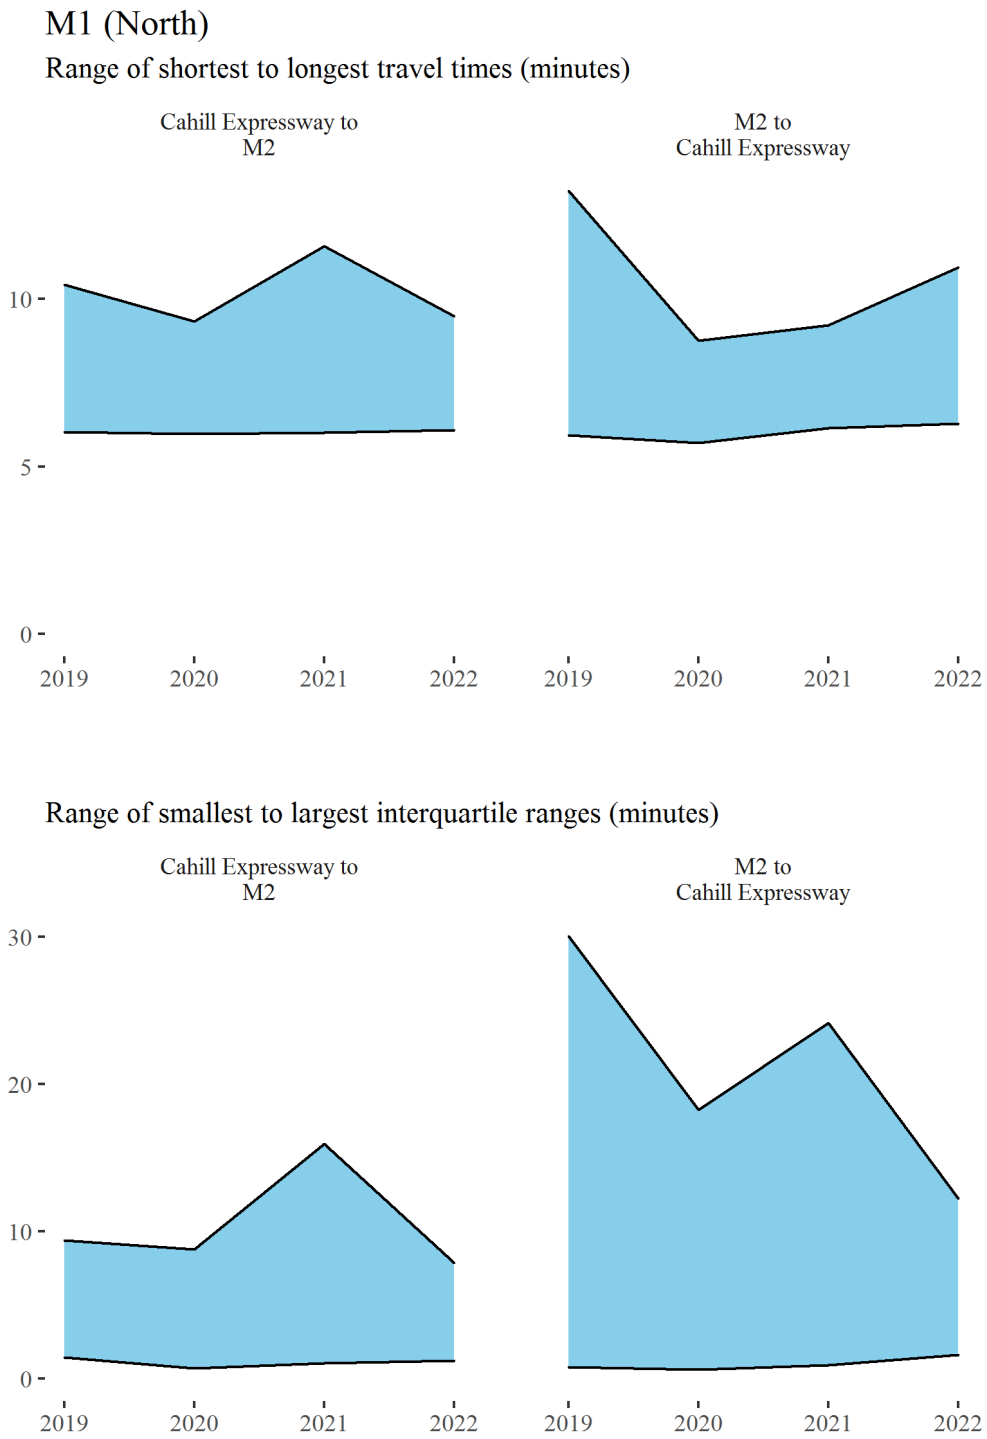 M1 (North)
Range of shortest to longest travel times (minutes)
Cahill Expressway to
M2
M2 to
Cahill Expressway
10
5
0
2019 2020 2021 2022 2019 2020 2021 2022
Range of smallest to largest interquartile ranges (minutes)
Cahill Expressway to
M2
M2 to
Cahill Expressway
30
20
10
0
2019 2020 2021 2022 2019 2020 2021 2022